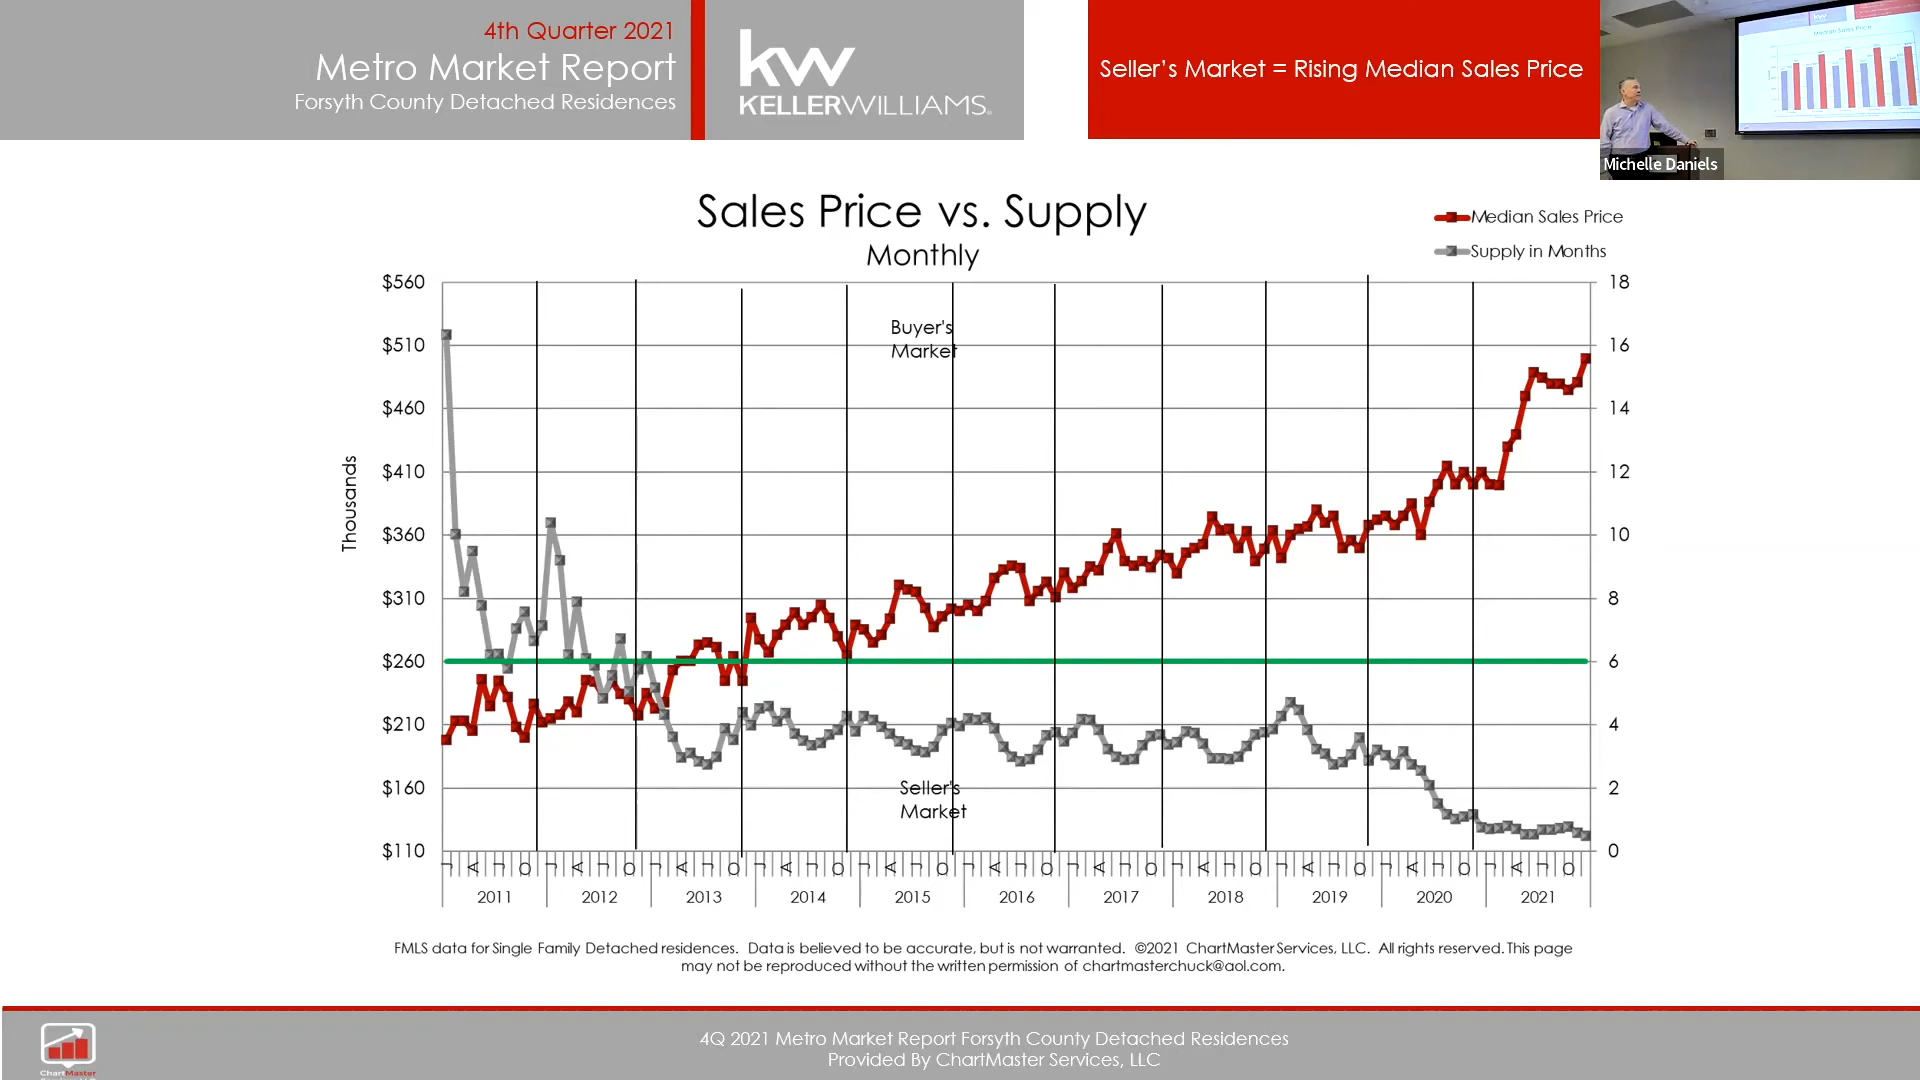 4th Quarter 2021
Metro Market Report
Forsyth County Detached Residences
kw
KELLERWILLIAMS.
Seller's Market = Rising Median Sales Price
Median Sales Price
Michelle Daniels
Sales Price vs. Supply
Monthly
Median Sales Price
Supply in Months
Thousands
$560
$510
$460
$410
$360
$310
$260
$210
$160
$110
18
16
14
12
10
8
6
4
2
0
Buyer's
Market
Seller's
Market
J A J O J A J O J A J O J A J O J A J O J A J O J A J O J A J O J A J O J A J O J A J O
2011 2012 2013 2014 2015 2016 2017 2018 2019 2020 2021
FMLS data for Single Family Detached residences. Data is believed to be accurate, but is not warranted. ©2021 ChartMaster Services, LLC. All rights reserved. This page
may not be reproduced without the written permission of chartmasterchuck@aol.com.
ChartMaster
4Q 2021 Metro Market Report Forsyth County Detached Residences
Provided By ChartMaster Services, LLC